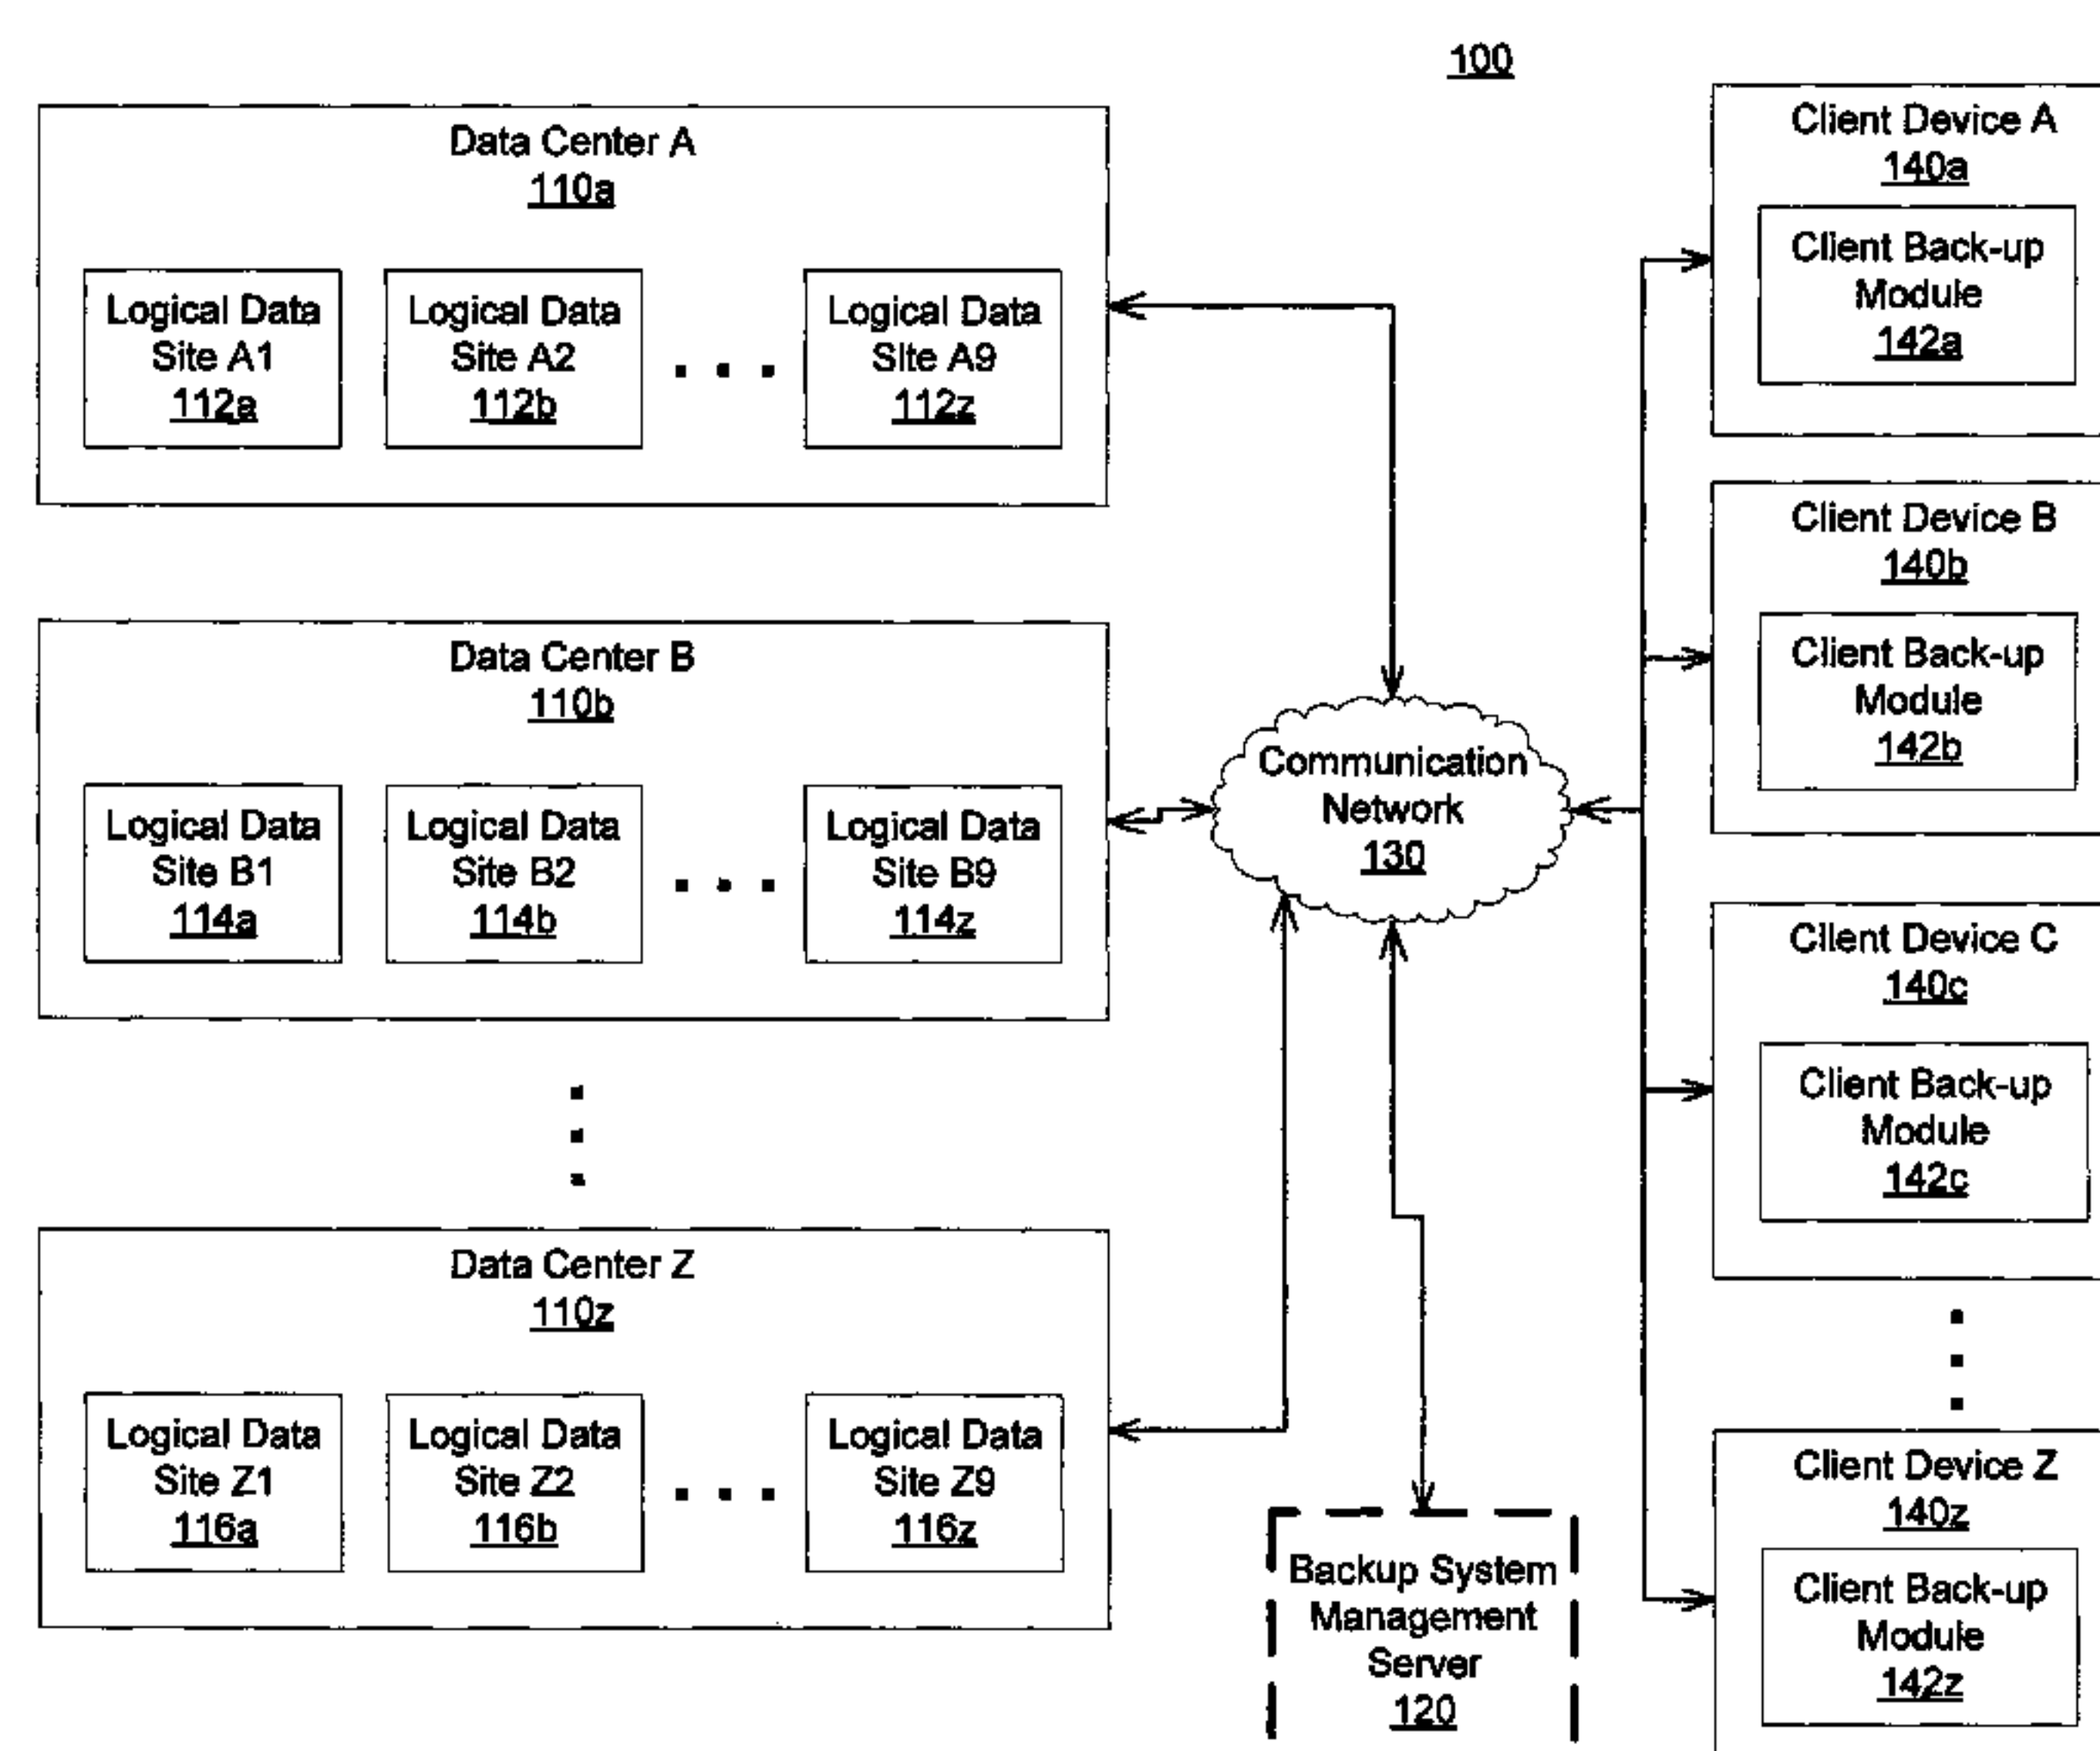 100
Data Center A
110a
Logical Data
Site A1
112a
Logical Data
Site A2
112b
Logical Data
Site A9
112z
Data Center B
110b
Logical Data
Site B1
114a
Logical Data
Site B2
114b
Logical Data
Site B9
114z
Data Center Z
110z
Logical Data
Site Z1
116a
Logical Data
Site Z2
116b
Logical Data
Site Z9
116z
Communication
Network
130
Backup System
Management
Server
120
Client Device A
140a
Client Back-up
Module
142a
Client Device B
140b
Client Back-up
Module
142b
Client Device C
140c
Client Back-up
Module
142c
Client Device Z
140z
Client Back-up
Module
142z